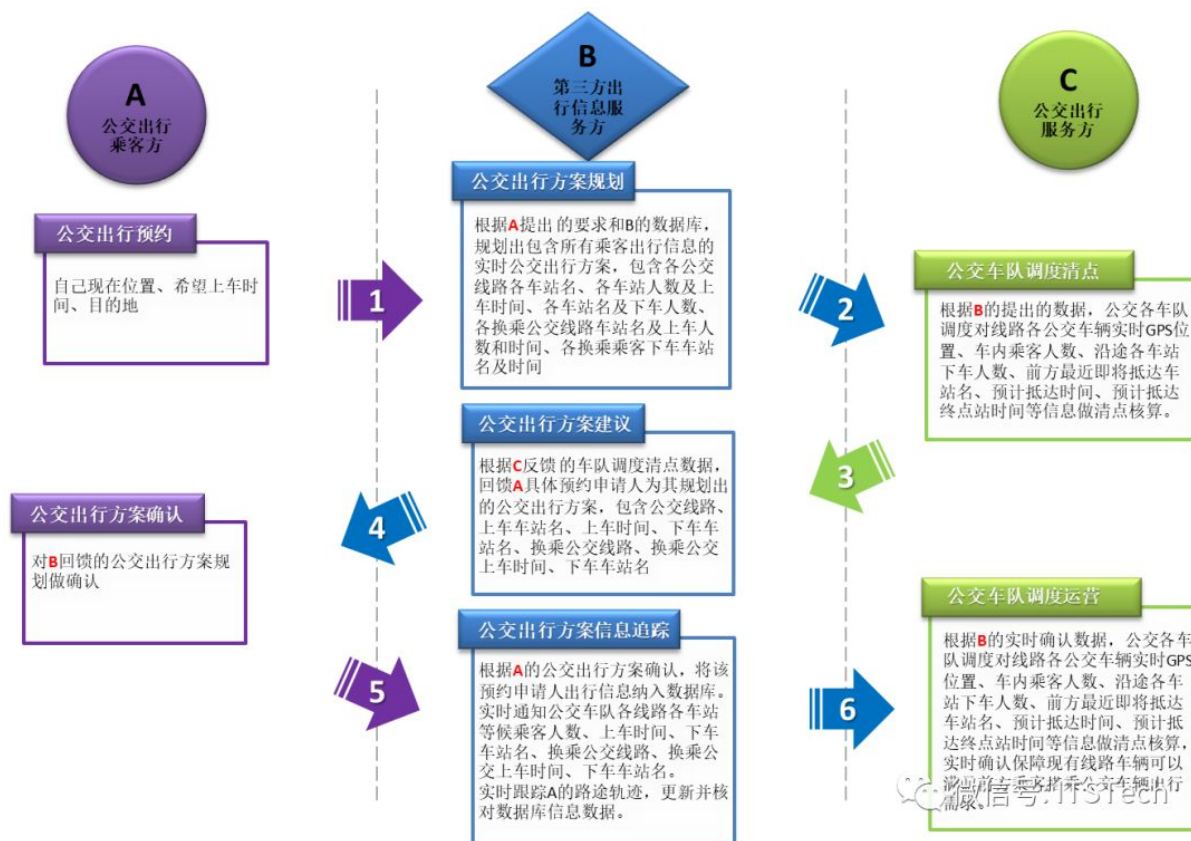 A
公交出行
乘客方
B
第三方出
行信息服
务方
C
公交出行
服务方
公交出行预约
自己现在位置、希望上车时
间、目的地
1
公交出行方案规划
根据A提出的要求和B的数据库，
规划出包含所有乘客出行信息的
实时公交出行方案，包含各公交
线路各车站名、各车站人数及上
车时间、各车站名及下车人数、
各换乘公交线路车站名及上车人
数和时间、各换乘乘客下车车站
名及时间
2
公交车队调度清点
根据B的提出的数据，公交各车队
调度对线路各公交车辆实时GPS位
置、车内乘客人数、沿途各车站
下车人数、前方最近即将抵达车
站名、预计抵达时间、预计抵达
终点站时间等信息做清点核算。
3
公交出行方案建议
根据C反馈的车队调度清点数据，
回馈A具体预约申请人为其规划出
的公交出行方案，包含公交线路、
上车车站名、上车时间、下车车
站名、换乘公交线路、换乘公交
上车时间、下车车站名
4
公交出行方案确认
对B回馈的公交出行方案规
划做确认
5
公交出行方案信息追踪
根据A的公交出行方案确认，将该
预约申请人出行信息纳入数据库。
实时通知公交车队各线路各车站
等候乘客人数、上车时间、下车
车站名、换乘公交线路、换乘公
交上车时间、下车车站名。
实时跟踪A的路途轨迹，更新并核
对数据库信息数据。
6
公交车队调度运营
根据B的实时确认数据，公交各车
队调度对线路各公交车辆实时GPS
位置、车内乘客人数、沿途各车
站下车人数、前方最近即将抵达
车站名、预计抵达时间、预计抵
达终点站时间等信息做清点核算，
实时确认保障现有线路车辆可以
满足前方乘客搭乘公交车辆出行
需求。
微信号: ITSTech